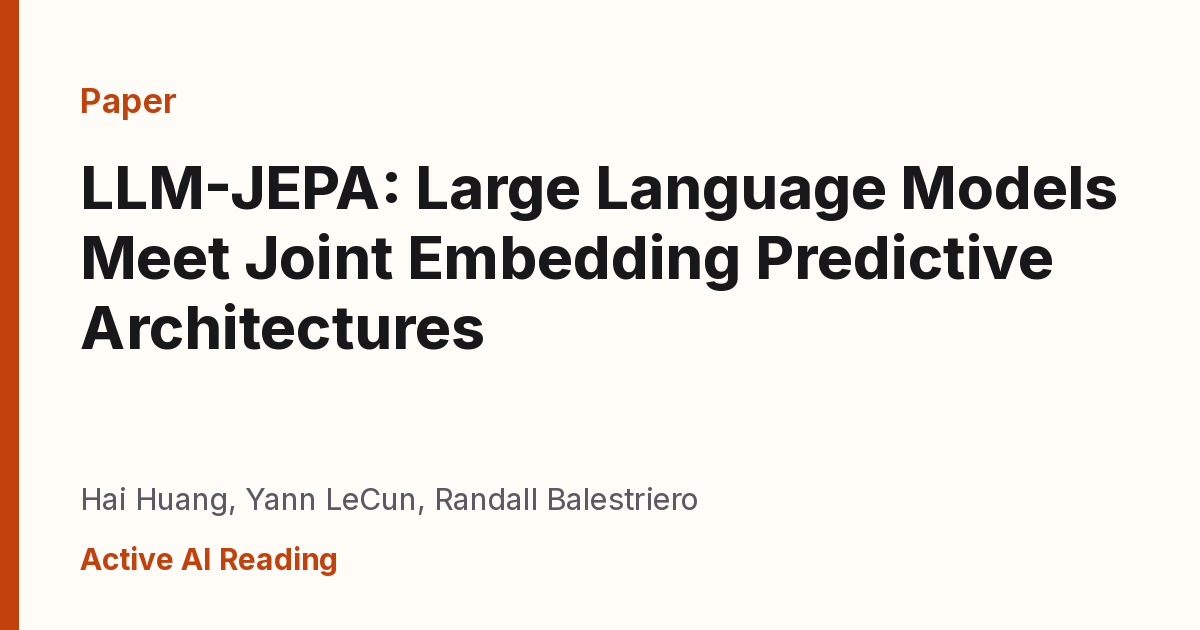 Paper
LLM-JEPA: Large Language Models
Meet Joint Embedding Predictive
Architectures
Hai Huang, Yann LeCun, Randall Balestriero
Active AI Reading